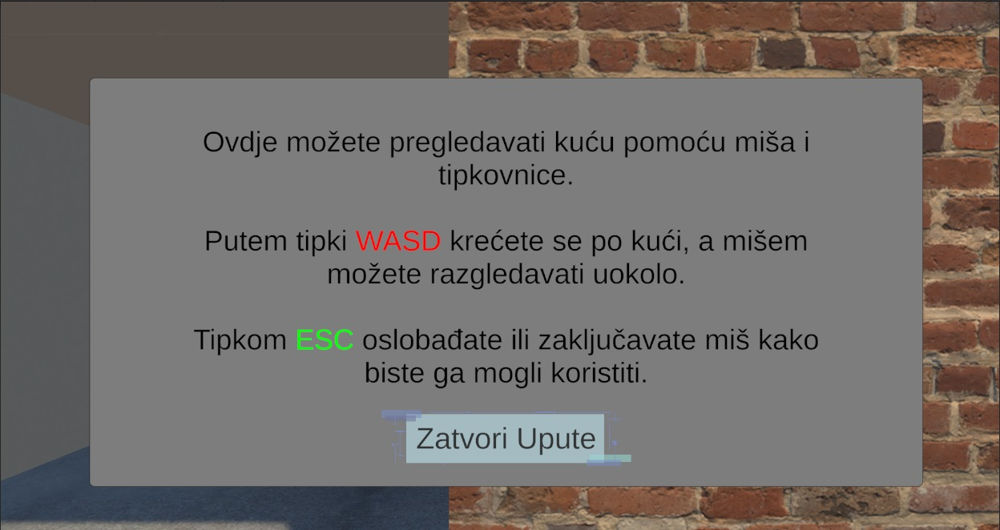 Ovdje možete pregledavati kuću pomoću miša i
tipkovnice.
Putem tipki WASD krećete se po kući, a mišem
možete razgledavati uokolo.
Tipkom ESC oslobađate ili zaključavate miš kako
biste ga mogli koristiti.
Zatvori Upute